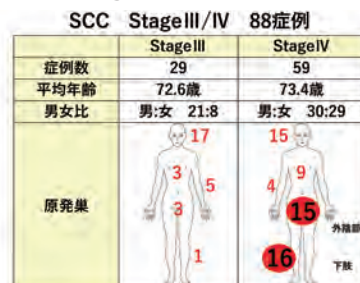 SCC StageⅢ/Ⅳ 88症例
StageⅢ StageⅣ
症例数 29 59
平均年齢 72.6歳 73.4歳
男女比 男:女 21:8 男:女 30:29
原発巣
17 15
3 9
5 4
3 15
外陰部
1 16
下肢